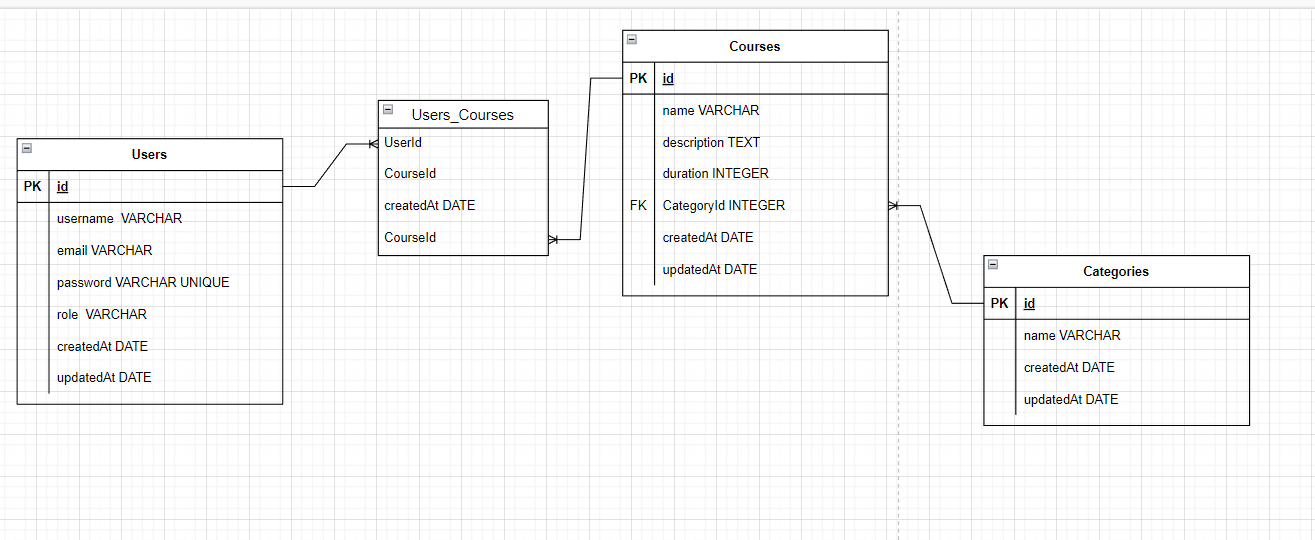 Users
PK id
username VARCHAR
email VARCHAR
password VARCHAR UNIQUE
role VARCHAR
createdAt DATE
updatedAt DATE
Users_Courses
UserId
CourseId
createdAt DATE
CourseId
Courses
PK id
name VARCHAR
description TEXT
duration INTEGER
FK CategoryId INTEGER
createdAt DATE
updatedAt DATE
Categories
PK id
name VARCHAR
createdAt DATE
updatedAt DATE